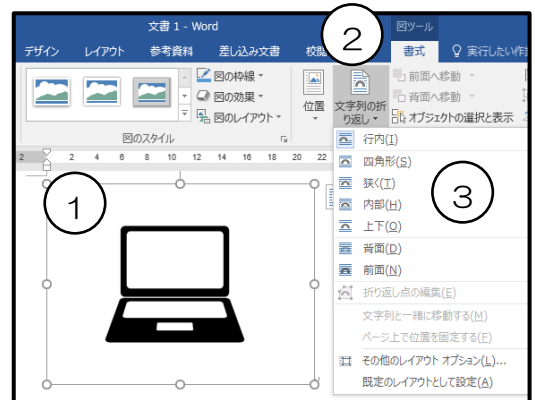 文書 1 - Word
図ツール
デザイン レイアウト 参考資料 差し込み文書 書式 実行したい
図の枠線
図の効果
図のレイアウト
図のスタイル
位置
文字列の折り返し
前面へ移動
背面へ移動
オブジェクトの選択と表示
2 2 4 6 8 10 12 14 16 18 20 22
行内(I)
四角形(S)
狭く(T)
内部(H)
上下(O)
背面(D)
前面(N)
折り返し点の編集(E)
文字列と一緒に移動する(M)
ページ上で位置を固定する(F)
その他のレイアウト オプション(L)...
既定のレイアウトとして設定(A)
1
2
3